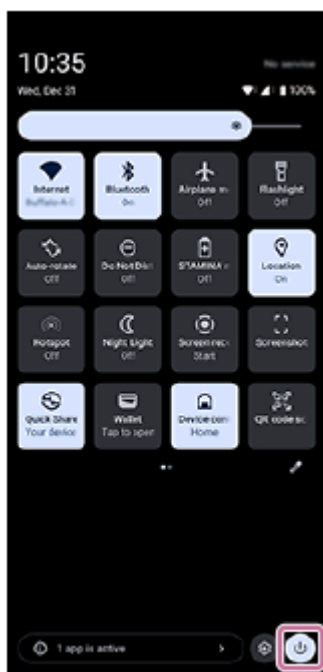 10:35
No service
Wed, Dec 31
100%
Internet
Bluetooth
On
Airplane m
Off
Flashlight
Off
Auto-rotate
Off
Do Not Dist
Off
STAMINA
Off
Location
On
Hotspot
Off
Night Light
Off
Screen rec
Start
Screenshot
Quick Share
Your device
Wallet
Tap to open
Device con
Home
QR code sc
1 app is active